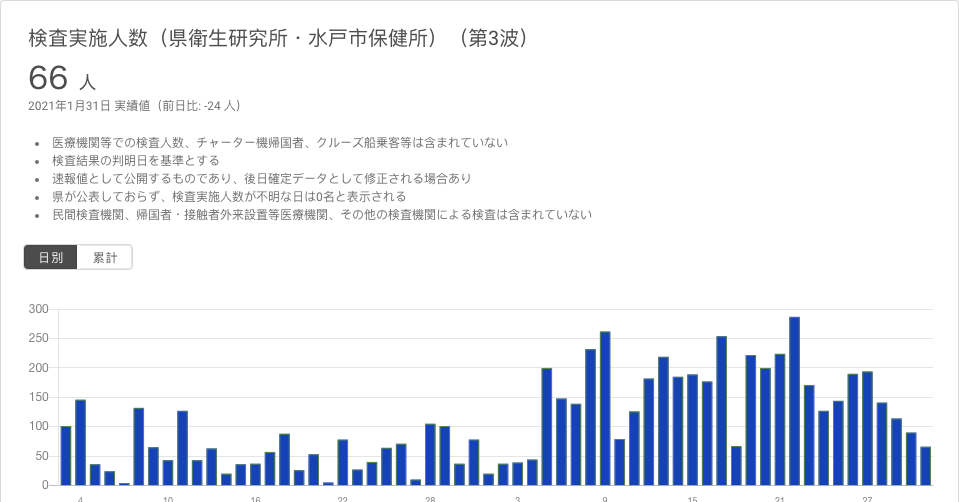 検査実施人数（県衛生研究所・水戸市保健所）（第3波）
66 人
2021年1月31日 実績値（前日比: -24 人）
• 医療機関等での検査人数、チャーター機帰国者、クルーズ船乗客等は含まれていない
• 検査結果の判明日を基準とする
• 速報値として公開するものであり、後日確定データとして修正される場合あり
• 県が公表しておらず、検査実施人数が不明な日は0名と表示される
• 民間検査機関、帰国者・接触者外来設置等医療機関、その他の検査機関による検査は含まれていない
日別 累計
300
250
200
150
100
50
0
4 10 16 22 28 3 9 15 21 27